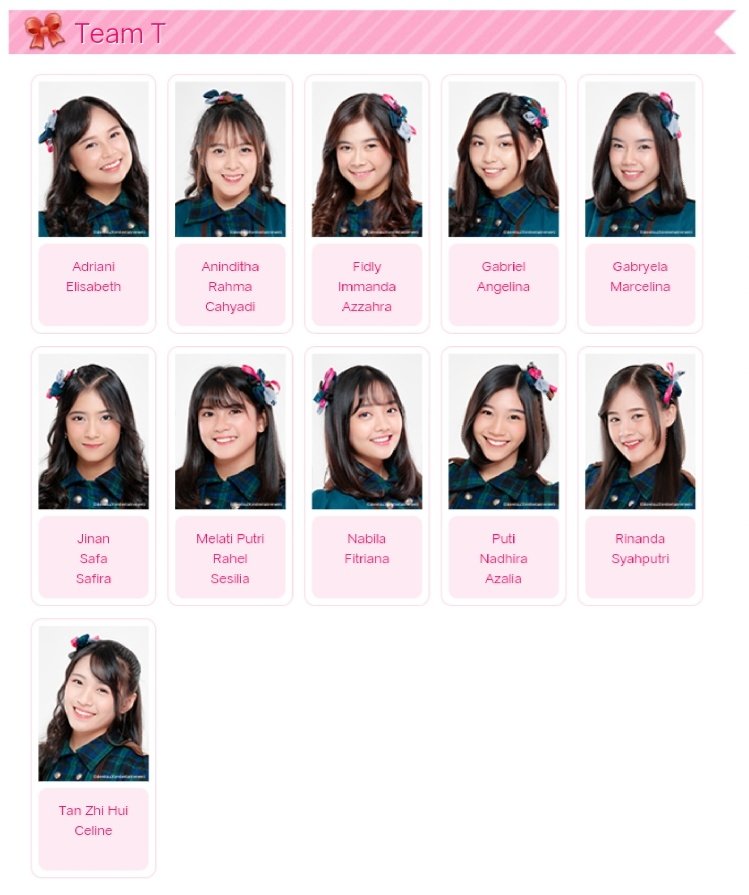 Team T
Adriani
Elisabeth
Aninditha
Rahma
Cahyadi
Fidly
Immanda
Azzahra
Gabriel
Angelina
Gabryela
Marcelina
Jinan
Safa
Safira
Melati Putri
Rahel
Sesilia
Nabila
Fitriana
Puti
Nadhira
Azalia
Rinanda
Syahputri
Tan Zhi Hui
Celine